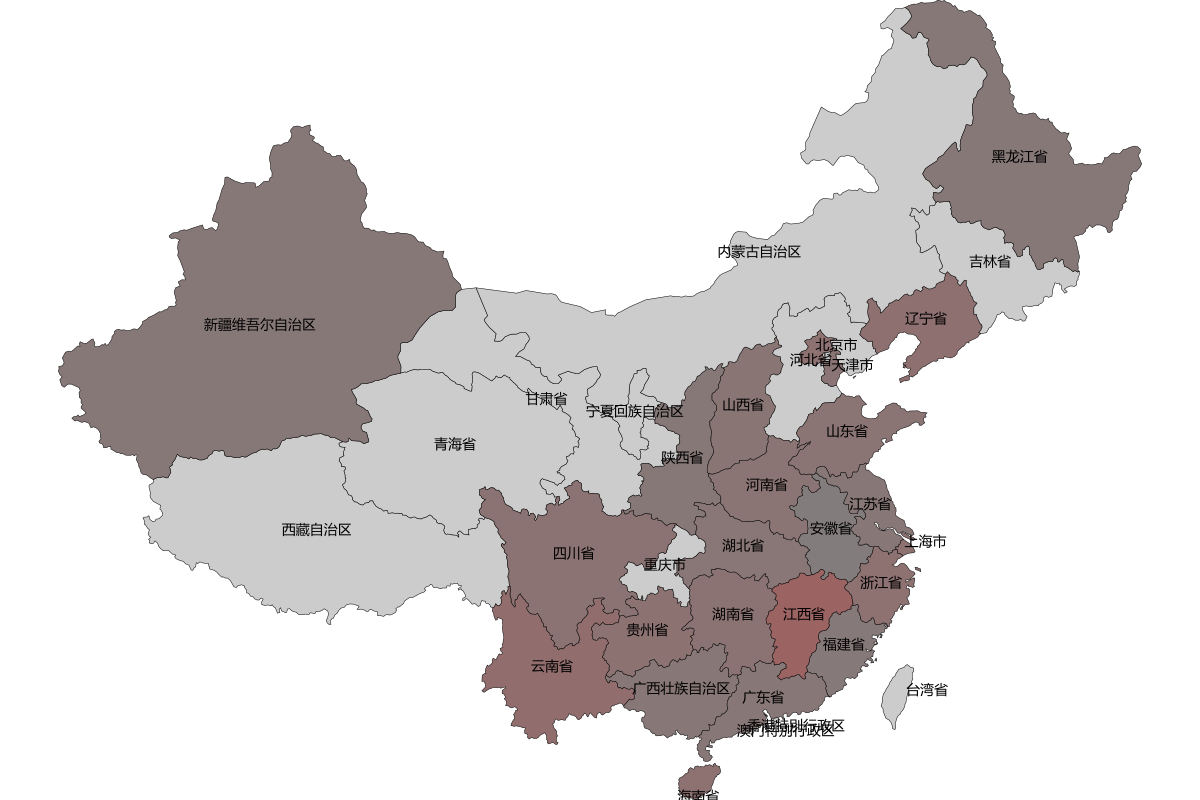 黑龙江省
内蒙古自治区
吉林省
新疆维吾尔自治区
辽宁省
北京市
河北省
天津市
甘肃省
山西省
宁夏回族自治区
山东省
青海省
陕西省
河南省
江苏省
西藏自治区
安徽省
上海市
湖北省
四川省
重庆市
浙江省
湖南省
江西省
贵州省
福建省
云南省
广西壮族自治区
台湾省
广东省
香港特别行政区
澳门特别行政区
海南省